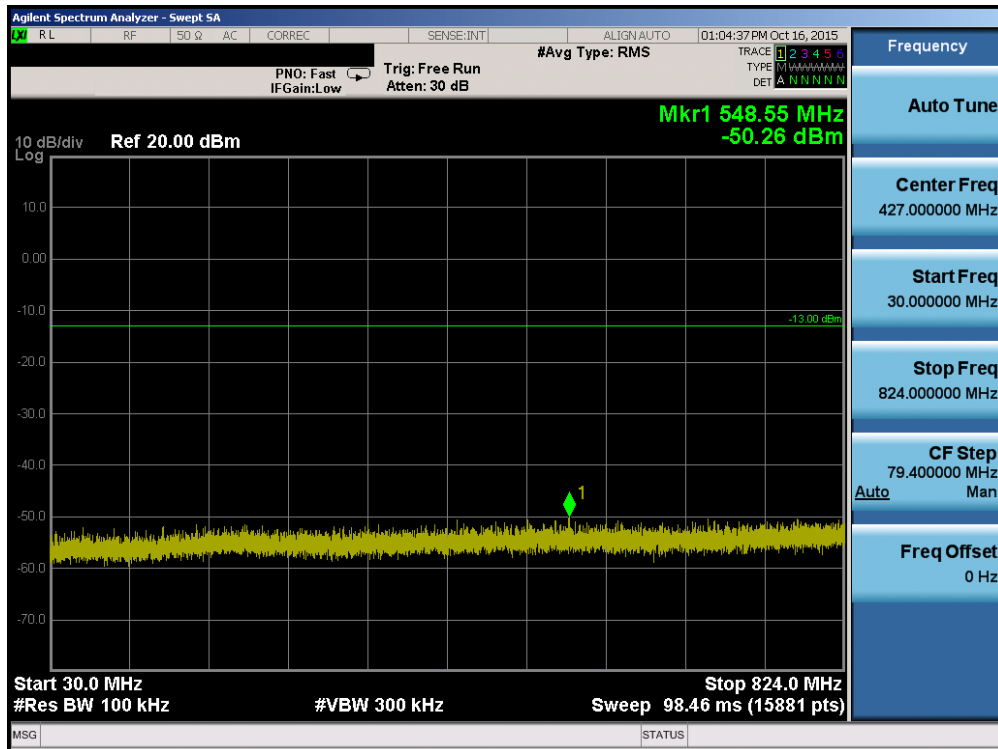 Agilent Spectrum Analyzer - Swept SA
LXI RL RF 50 Ω AC CORREC SENSE:INT ALIGN AUTO 01:04:37 PM Oct 16, 2015
#Avg Type: RMS TRACE 1 2 3 4 5 6
PNO: Fast Trig: Free Run TYPE M WWWWW
IFGain:Low Atten: 30 dB DET A N N N N N
Mkr1 548.55 MHz
-50.26 dBm
10 dB/div Ref 20.00 dBm
Log
10.0
0.00
-10.0
-13.00 dBm
-20.0
-30.0
-40.0
1
-50.0
-60.0
-70.0
Start 30.0 MHz Stop 824.0 MHz
#Res BW 100 kHz #VBW 300 kHz Sweep 98.46 ms (15881 pts)
MSG STATUS
Frequency
Auto Tune
Center Freq
427.000000 MHz
Start Freq
30.000000 MHz
Stop Freq
824.000000 MHz
CF Step
79.400000 MHz
Auto Man
Freq Offset
0 Hz